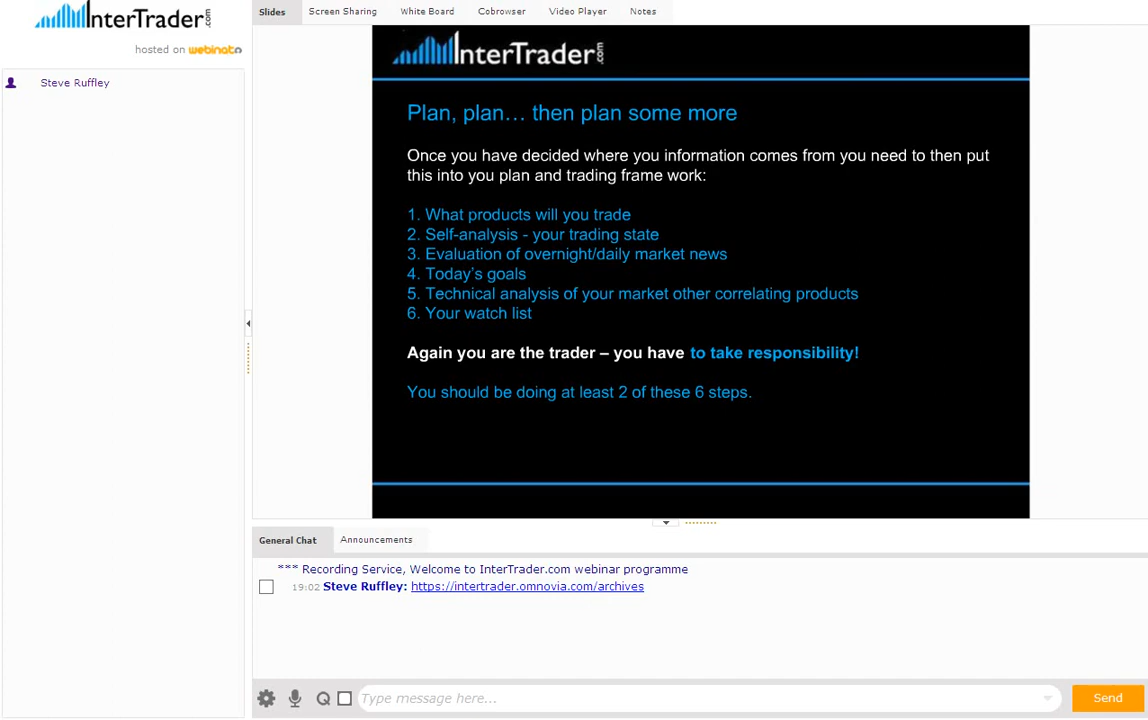 InterTrader.com
hosted on webinato
Steve Ruffley
Slides Screen Sharing White Board Cobrowser Video Player Notes
InterTrader.com
Plan, plan… then plan some more
Once you have decided where you information comes from you need to then put
this into you plan and trading frame work:
1. What products will you trade
2. Self-analysis - your trading state
3. Evaluation of overnight/daily market news
4. Today's goals
5. Technical analysis of your market other correlating products
6. Your watch list
Again you are the trader – you have to take responsibility!
You should be doing at least 2 of these 6 steps.
General Chat Announcements
*** Recording Service, Welcome to InterTrader.com webinar programme
19:02 Steve Ruffley: https://intertrader.omnovia.com/archives
Q Type message here... Send